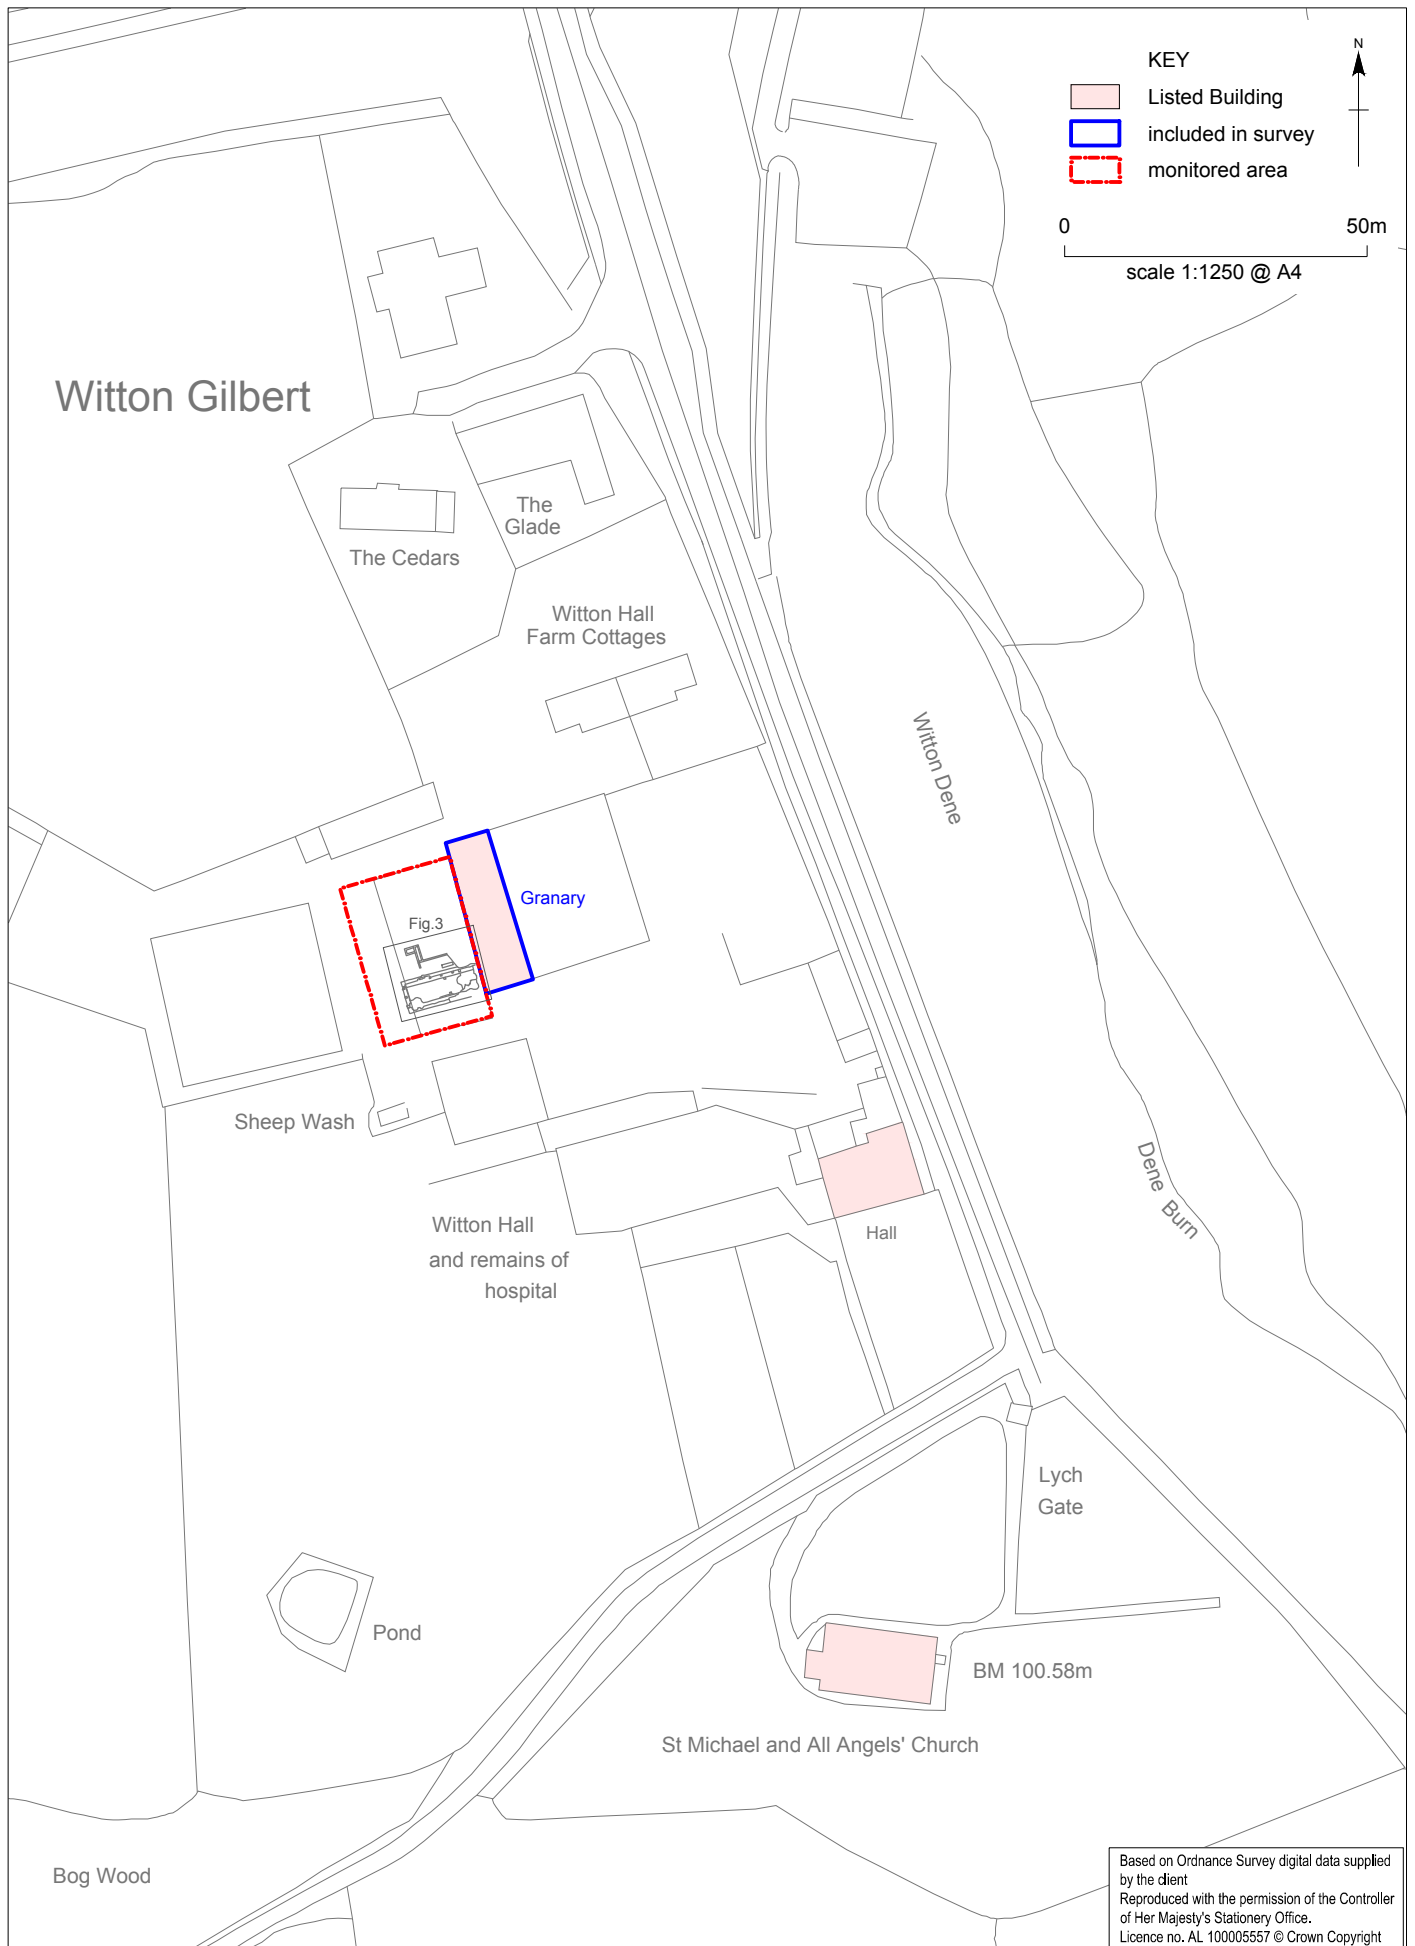 KEY
N
Listed Building
included in survey
monitored area
0 50m
scale 1:1250 @ A4
Witton Gilbert
The
Glade
The Cedars
Witton Hall
Farm Cottages
Witton Dene
Granary
Fig.3
Sheep Wash
Dene Burn
Witton Hall
and remains of
hospital
Hall
Lych
Gate
Pond
BM 100.58m
St Michael and All Angels' Church
Bog Wood
Based on Ordnance Survey digital data supplied
by the client
Reproduced with the permission of the Controller
of Her Majesty's Stationery Office.
Licence no. AL 100005557 © Crown Copyright